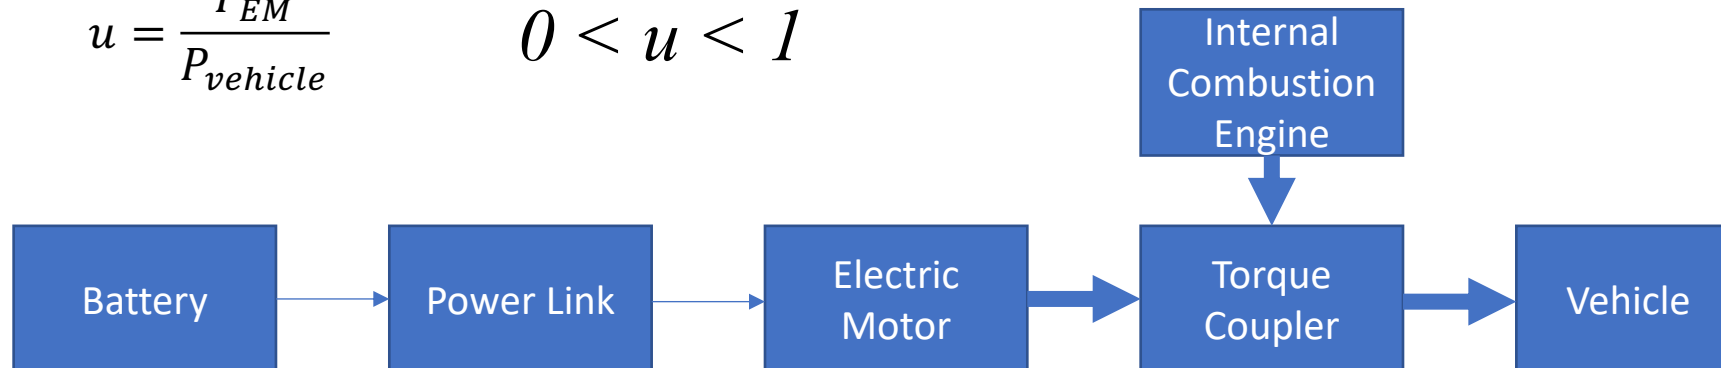 u = P_EM / P_vehicle
0 < u < 1
Internal
Combustion
Engine
Battery
Power Link
Electric
Motor
Torque
Coupler
Vehicle